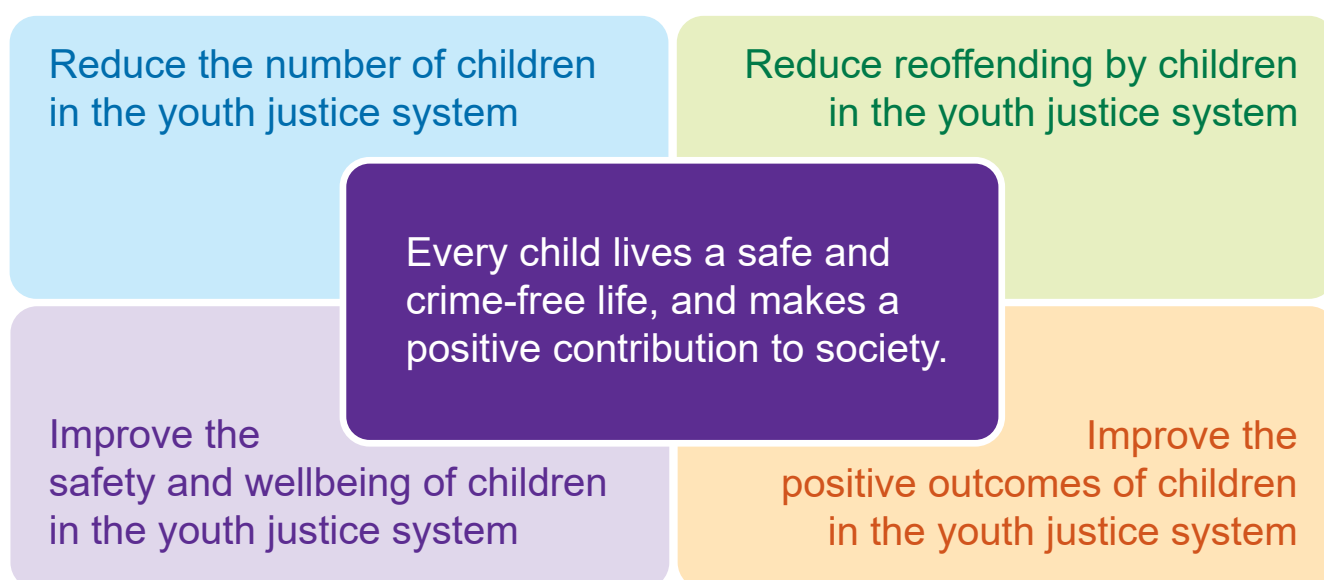 Reduce the number of children
in the youth justice system
Reduce reoffending by children
in the youth justice system
Every child lives a safe and
crime-free life, and makes a
positive contribution to society.
Improve the
safety and wellbeing of children
in the youth justice system
Improve the
positive outcomes of children
in the youth justice system